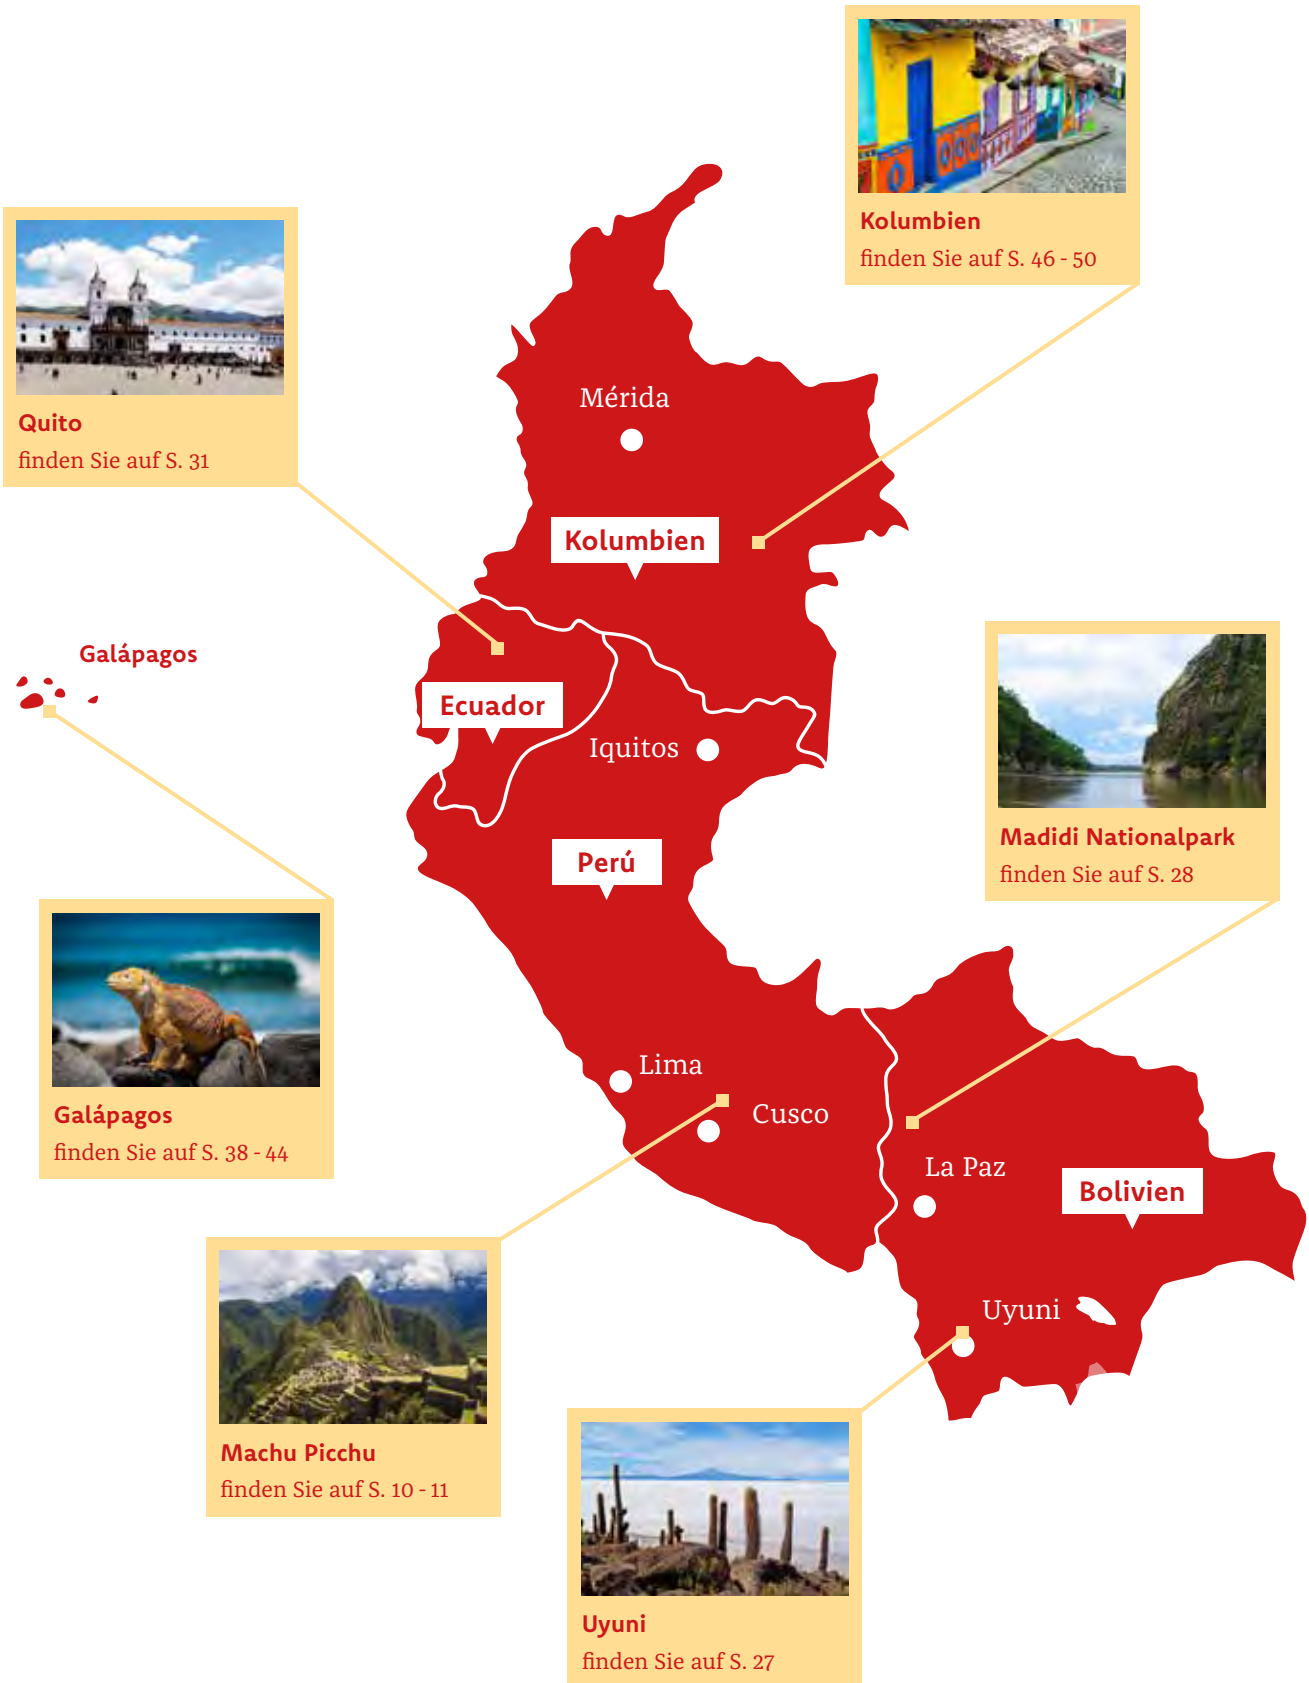 Kolumbien
finden Sie auf S. 46 - 50
Quito
finden Sie auf S. 31
Mérida
Kolumbien
Galápagos
Ecuador
Iquitos
Perú
Madidi Nationalpark
finden Sie auf S. 28
Galápagos
finden Sie auf S. 38 - 44
Lima
Cusco
La Paz
Bolivien
Uyuni
Machu Picchu
finden Sie auf S. 10 - 11
Uyuni
finden Sie auf S. 27